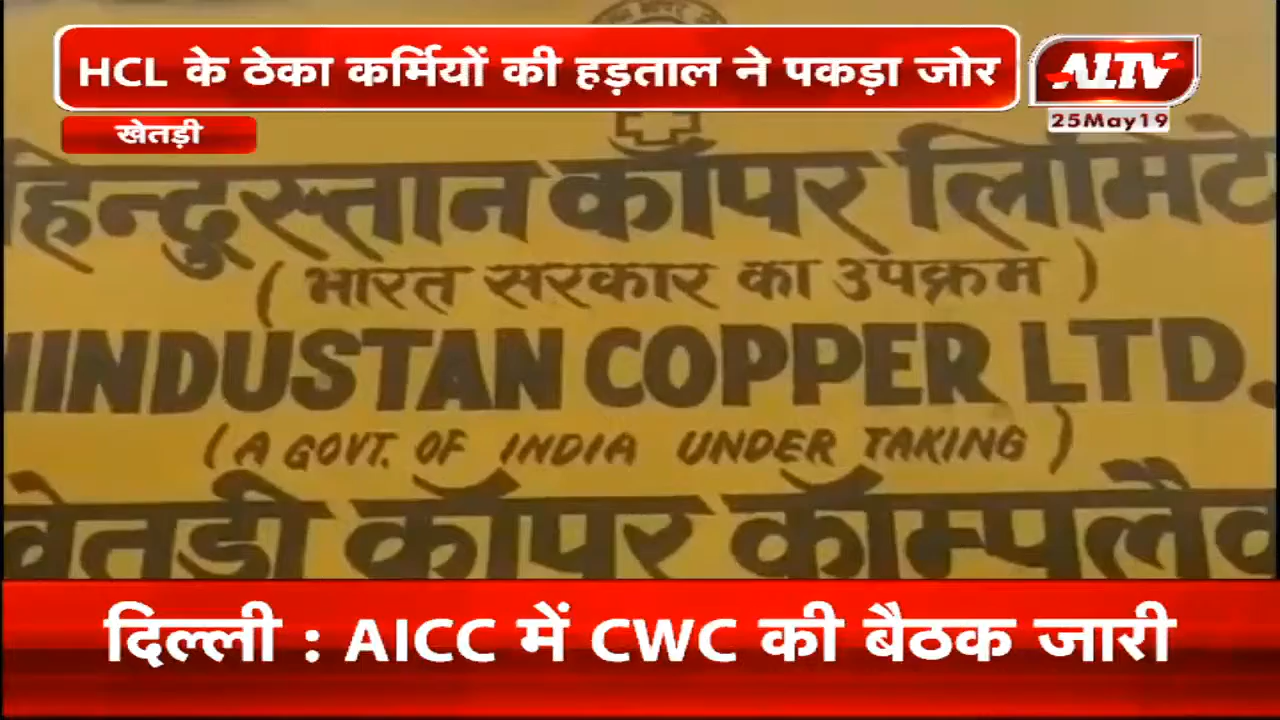 HCL के ठेका कर्मियों की हड़ताल ने पकड़ा जोर
ALTV
25May19
खेतड़ी
हिन्दुस्तान कॉपर लिमिटे
( भारत सरकार का उपक्रम )
HINDUSTAN COPPER LTD.
(A GOVT. OF INDIA UNDER TAKING)
खेतडी कॉपर कॉम्पलैक
दिल्ली : AICC में CWC की बैठक जारी